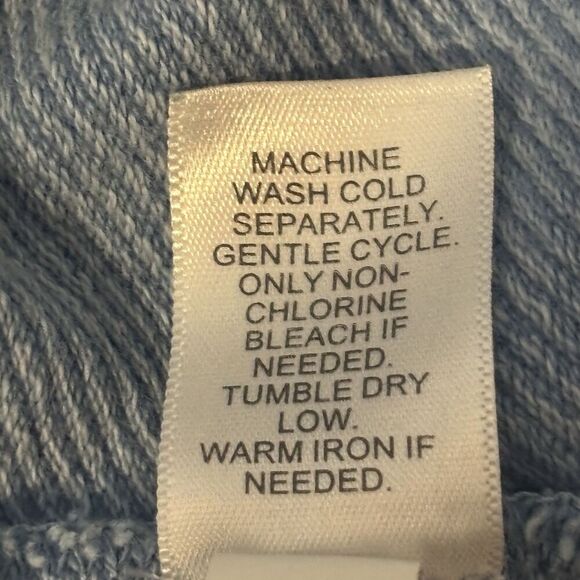 MACHINE
WASH COLD
SEPARATELY.
GENTLE CYCLE.
ONLY NON-
CHLORINE
BLEACH IF
NEEDED.
TUMBLE DRY
LOW.
WARM IRON IF
NEEDED.